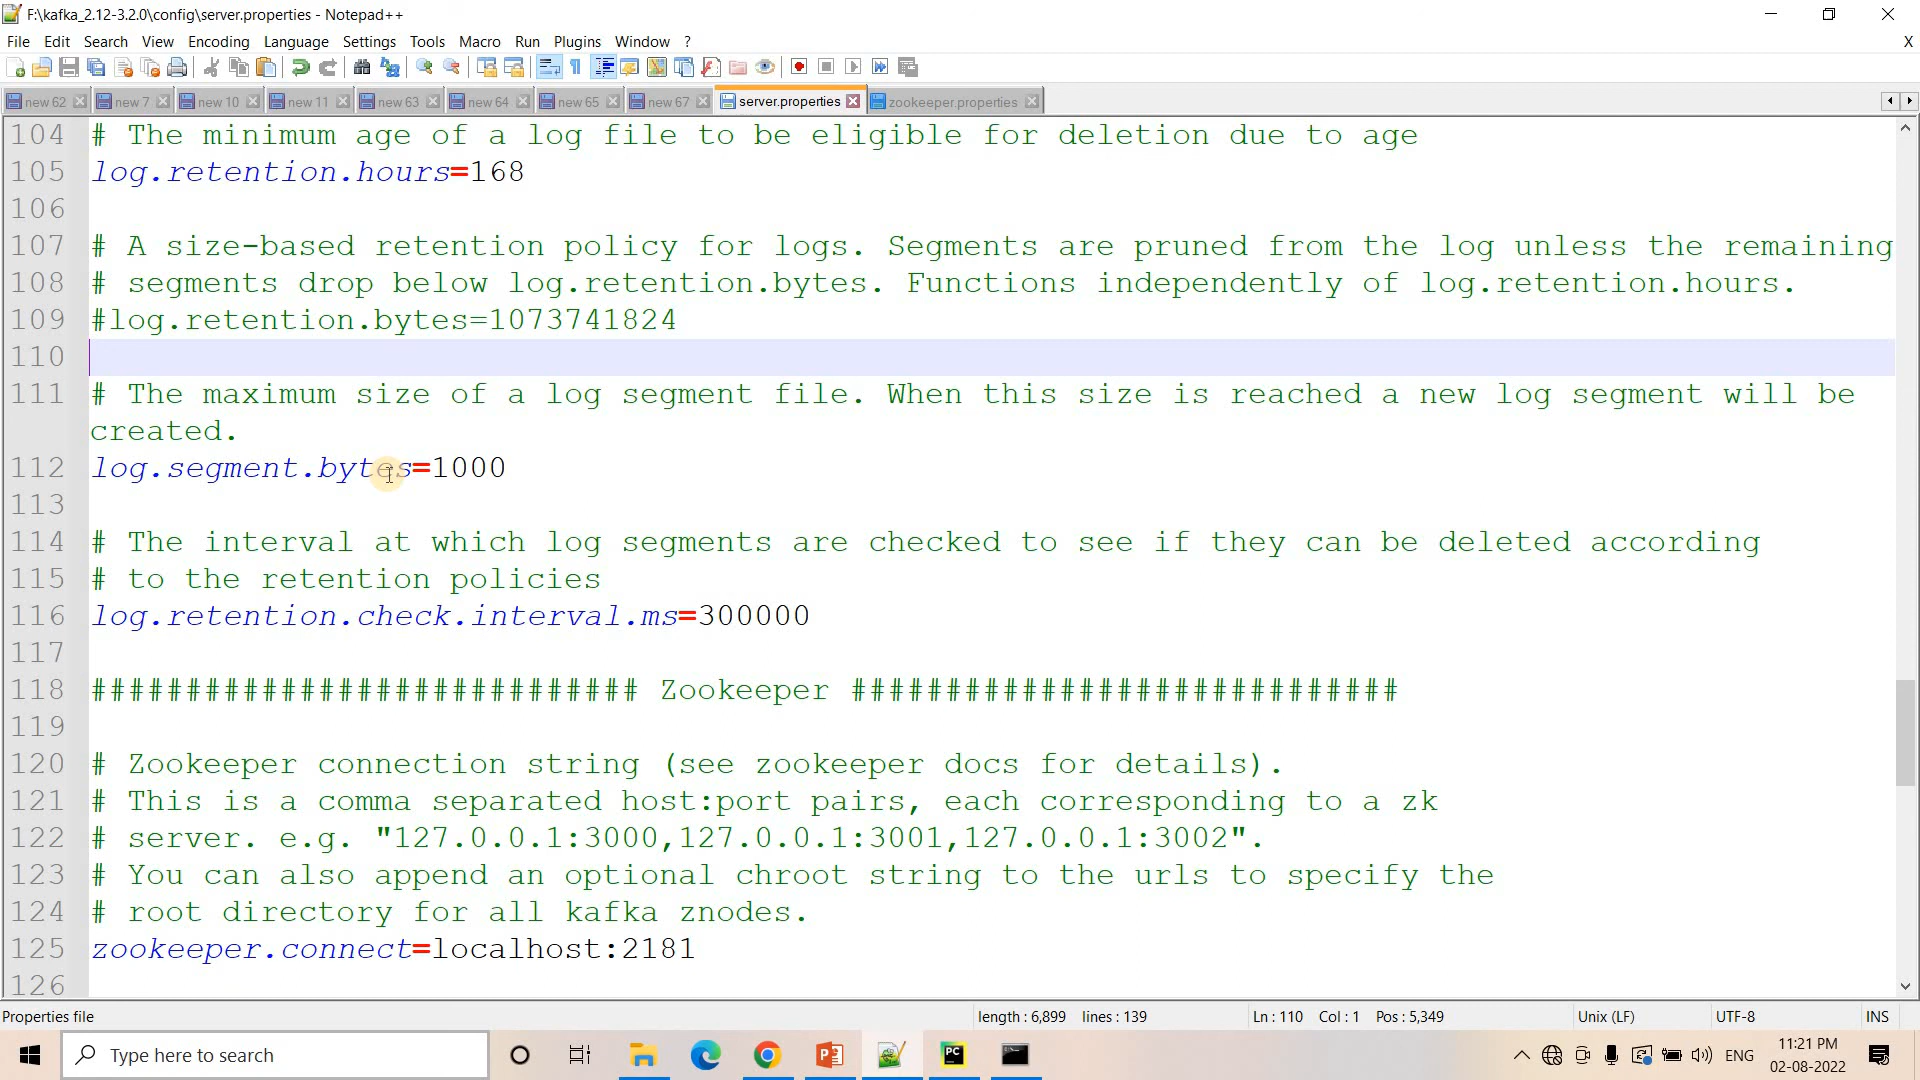 F:\kafka_2.12-3.2.0\config\server.properties - Notepad++
File Edit Search View Encoding Language Settings Tools Macro Run Plugins Window ? X
new 62 new 7 new 10 new 11 new 63 new 64 new 65 new 67 server.properties zookeeper.properties
104 # The minimum age of a log file to be eligible for deletion due to age
105 log.retention.hours=168
106
107 # A size-based retention policy for logs. Segments are pruned from the log unless the remaining
108 # segments drop below log.retention.bytes. Functions independently of log.retention.hours.
109 #log.retention.bytes=1073741824
110
111 # The maximum size of a log segment file. When this size is reached a new log segment will be
created.
112 log.segment.bytes=1000
113
114 # The interval at which log segments are checked to see if they can be deleted according
115 # to the retention policies
116 log.retention.check.interval.ms=300000
117
118 ############################# Zookeeper #############################
119
120 # Zookeeper connection string (see zookeeper docs for details).
121 # This is a comma separated host:port pairs, each corresponding to a zk
122 # server. e.g. "127.0.0.1:3000,127.0.0.1:3001,127.0.0.1:3002".
123 # You can also append an optional chroot string to the urls to specify the
124 # root directory for all kafka znodes.
125 zookeeper.connect=localhost:2181
126
Properties file length : 6,899 lines : 139 Ln : 110 Col : 1 Pos : 5,349 Unix (LF) UTF-8 INS
Type here to search ENG 11:21 PM
02-08-2022